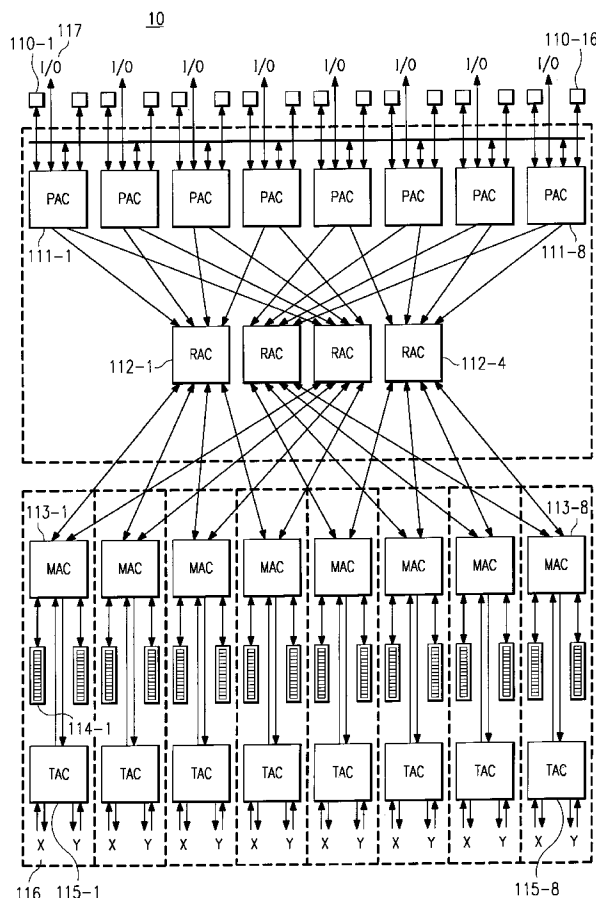 10
110-1
117
110-16
I/O I/O I/O I/O I/O I/O I/O I/O
PAC PAC PAC PAC PAC PAC PAC PAC
111-1
111-8
RAC RAC RAC RAC
112-1
112-4
113-1
113-8
MAC MAC MAC MAC MAC MAC MAC MAC
114-1
TAC TAC TAC TAC TAC TAC TAC TAC
X Y X Y X Y X Y X Y X Y X Y X Y
116
115-1
115-8